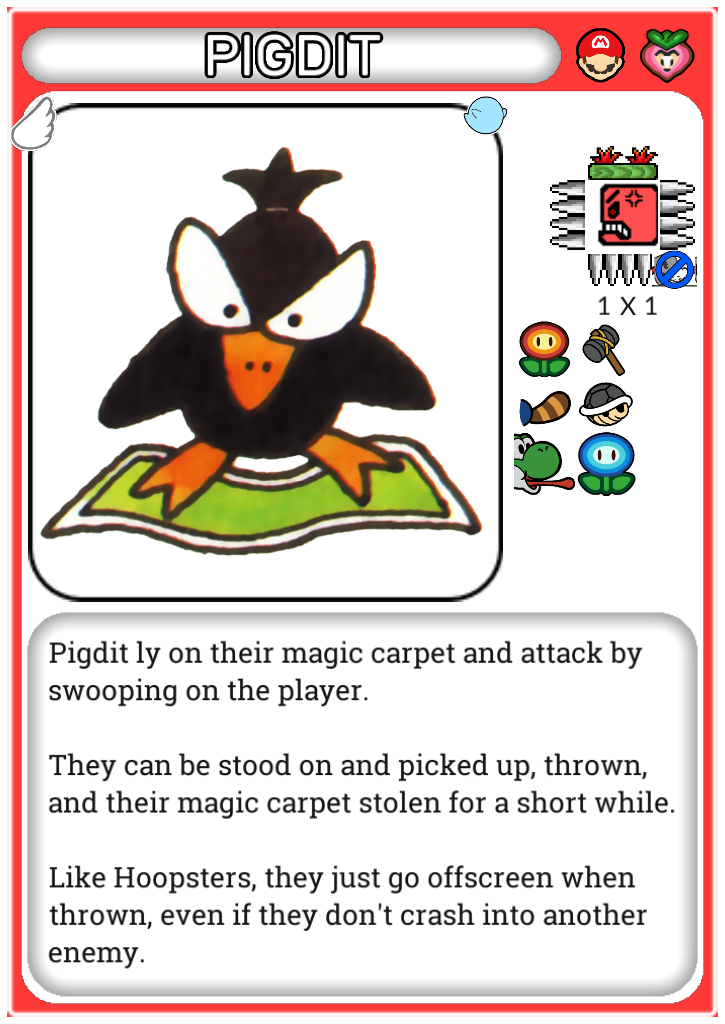 PIGDIT
1 X 1
Pigdit ly on their magic carpet and attack by
swooping on the player.
They can be stood on and picked up, thrown,
and their magic carpet stolen for a short while.
Like Hoopsters, they just go offscreen when
thrown, even if they don't crash into another
enemy.